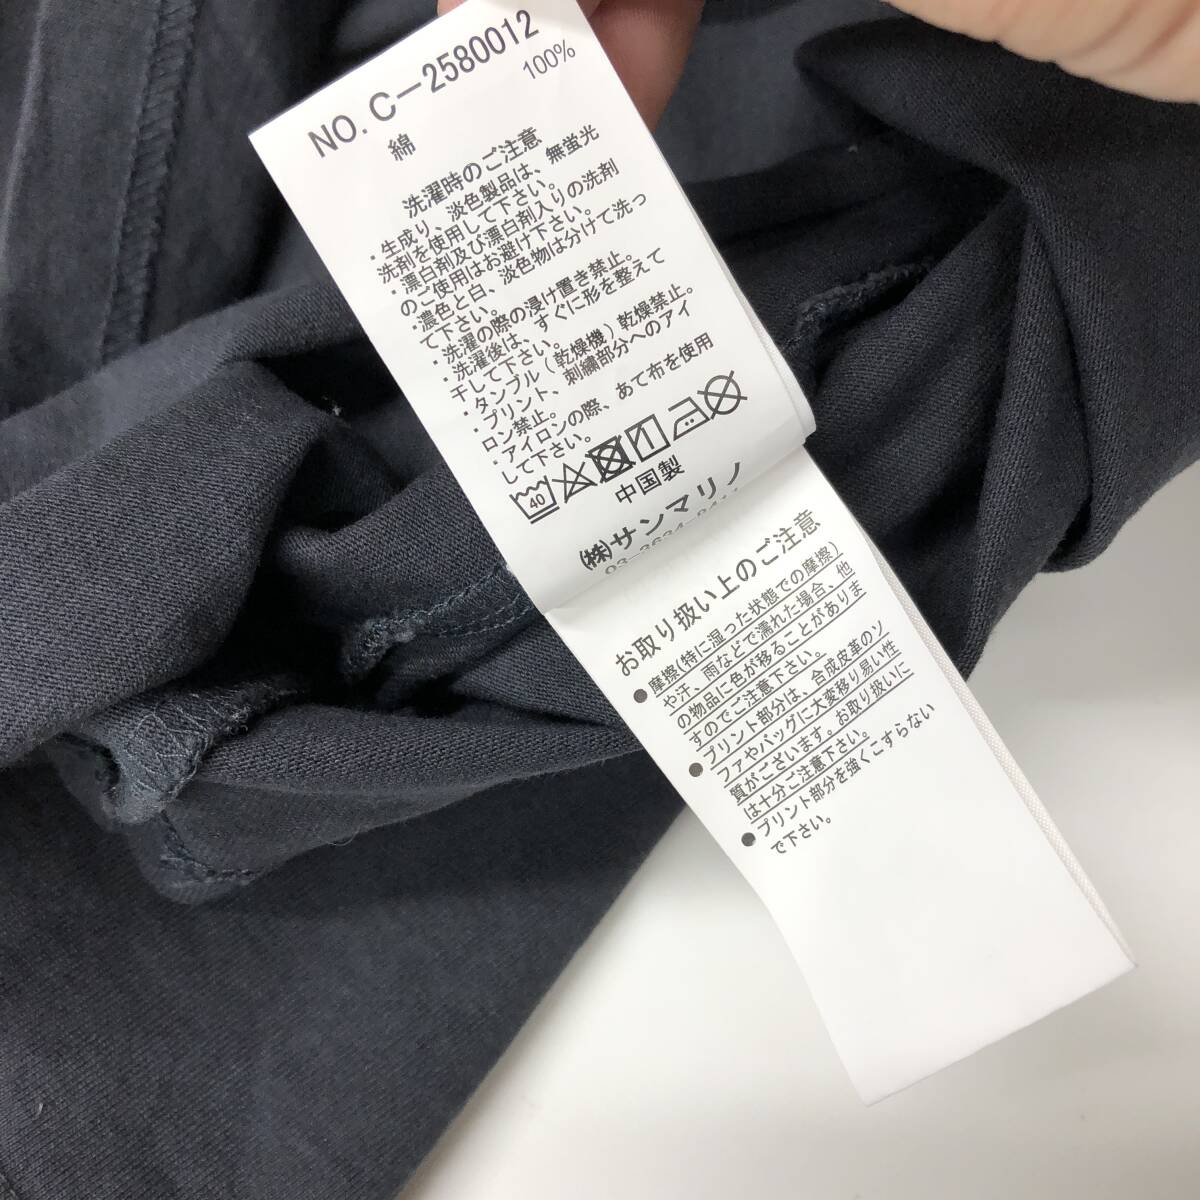 NO. C-2580012
綿 100%
洗濯時のご注意
・生成り、淡色製品は、無蛍光
洗剤を使用して下さい。
・漂白剤及び漂白剤入りの洗剤
のご使用はお避け下さい。
・濃色と白、淡色物は分けて洗っ
て下さい。
・洗濯の際の浸け置き禁止。
・洗濯後は、すぐに形を整えて
干して下さい。
・タンブル(乾燥機)乾燥禁止。
・プリント、刺繍部分へのアイ
ロン禁止。
・アイロンの際、あて布を使用
して下さい。
40
中国製
㈱サンマリノ
お取り扱い上のご注意
●摩擦(特に湿った状態での摩擦)
や汗、雨などで濡れた場合、他
の物品に色が移ることがありま
すのでご注意下さい。
●プリント部分は、合成皮革のソ
ファやバッグに大変移り易い性
質がございます。お取り扱いに
は十分ご注意下さい。
●プリント部分を強くこすらない
で下さい。